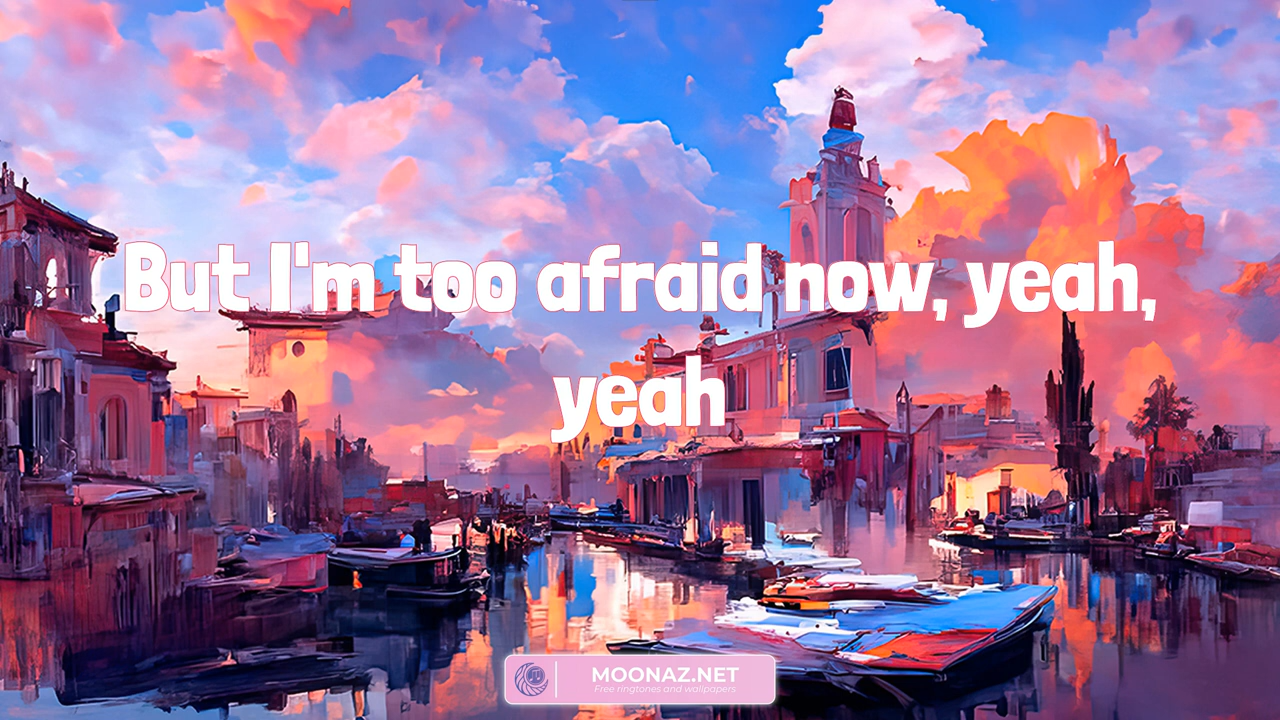 But I'm too afraid now, yeah,
yeah
MOONAZ.NET
Free ringtones and wallpapers